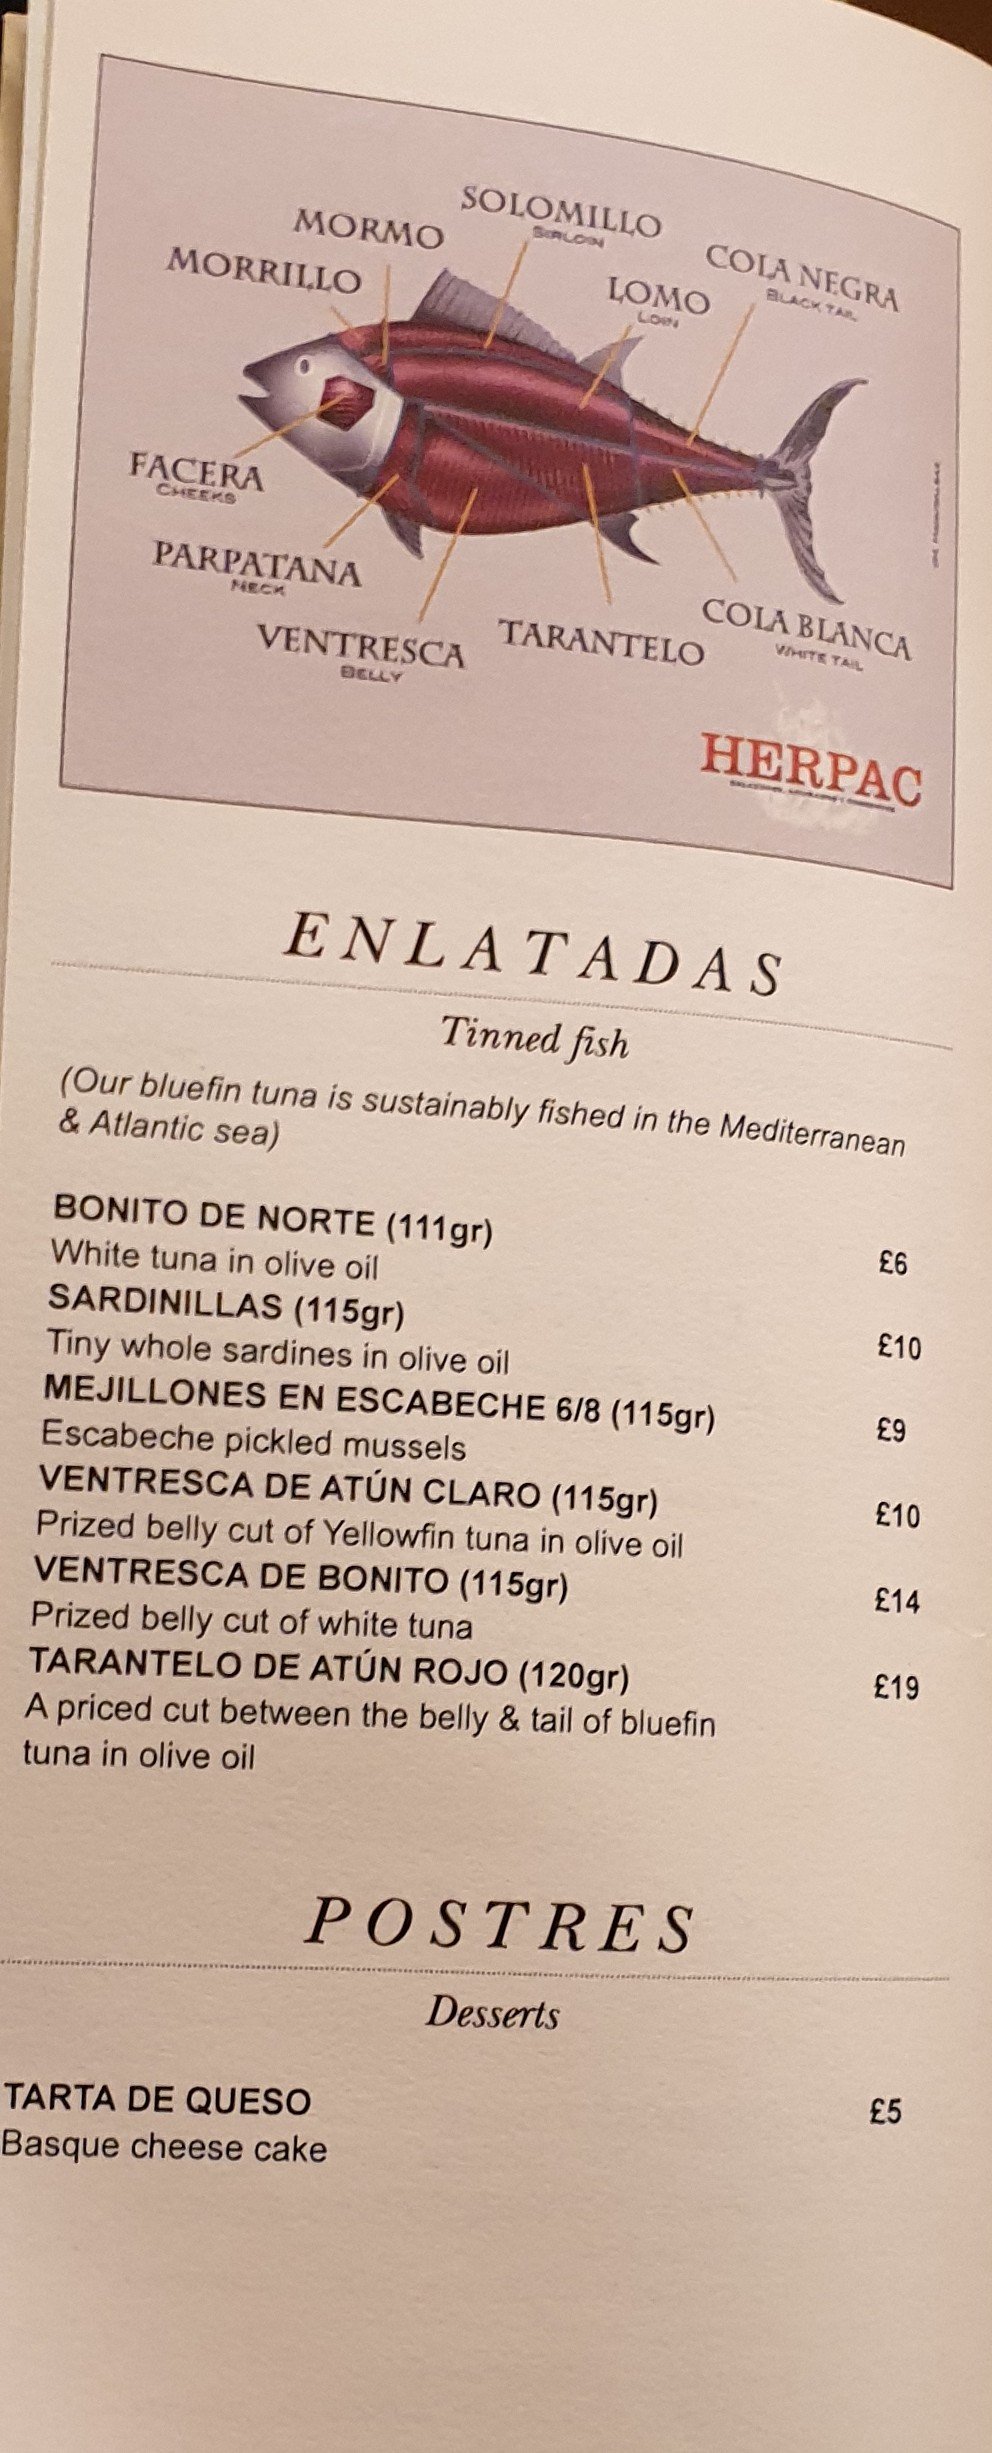 SOLOMILLO
SIRLOIN
MORMO
MORRILLO
COLA NEGRA
BLACK TAIL
LOMO
LOIN
FACERA
CHEEKS
PARPATANA
NECK
VENTRESCA
BELLY
TARANTELO
COLA BLANCA
WHITE TAIL
HERPAC
ENLATADAS
Tinned fish
(Our bluefin tuna is sustainably fished in the Mediterranean
& Atlantic sea)
BONITO DE NORTE (111gr)
White tuna in olive oil £6
SARDINILLAS (115gr)
Tiny whole sardines in olive oil £10
MEJILLONES EN ESCABECHE 6/8 (115gr)
Escabeche pickled mussels £9
VENTRESCA DE ATÚN CLARO (115gr)
Prized belly cut of Yellowfin tuna in olive oil £10
VENTRESCA DE BONITO (115gr)
Prized belly cut of white tuna £14
TARANTELO DE ATÚN ROJO (120gr) £19
A priced cut between the belly & tail of bluefin
tuna in olive oil
POSTRES
Desserts
TARTA DE QUESO £5
Basque cheese cake